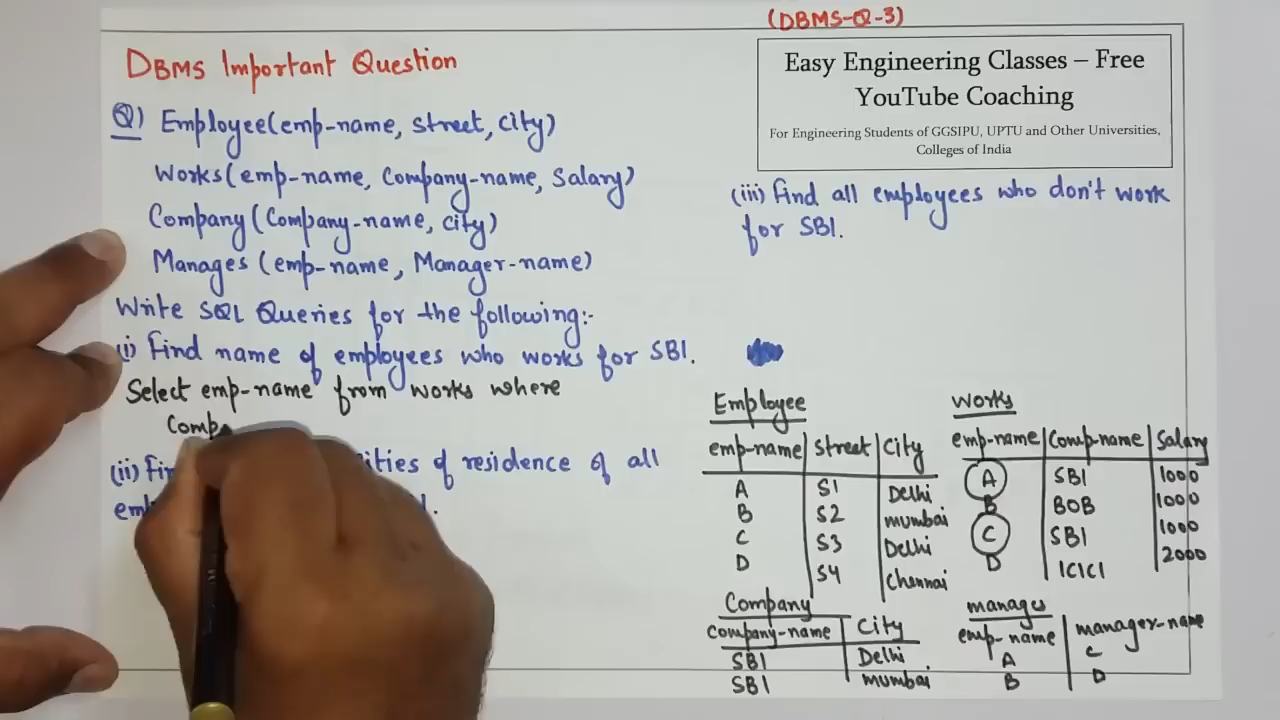 (DBMS-Q-3)
DBMS Important Question
Easy Engineering Classes – Free
YouTube Coaching
For Engineering Students of GGSIPU, UPTU and Other Universities,
Colleges of India
Q) Employee(emp-name, street, city)
Works(emp-name, Company-name, Salary)
Company (Company-name, city)
Manages (emp-name, Manager-name)
Write SQL Queries for the following:-
(i) Find name of employees who works for SBI.
Select emp-name from works where
Comp
(ii) Fin ities of residence of all
em
(iii) Find all employees who don't work
for SBI.
Employee
emp-name Street City
A S1 Delhi
B S2 mumbai
C S3 Delhi
D S4 Chennai
Works
emp-name Comp-name Salary
A SBI 1000
B BOB 1000
C SBI 1000
D ICICI 2000
Company
Company-name City
SBI Delhi
SBI mumbai
manages
emp-name manager-name
A C
B D